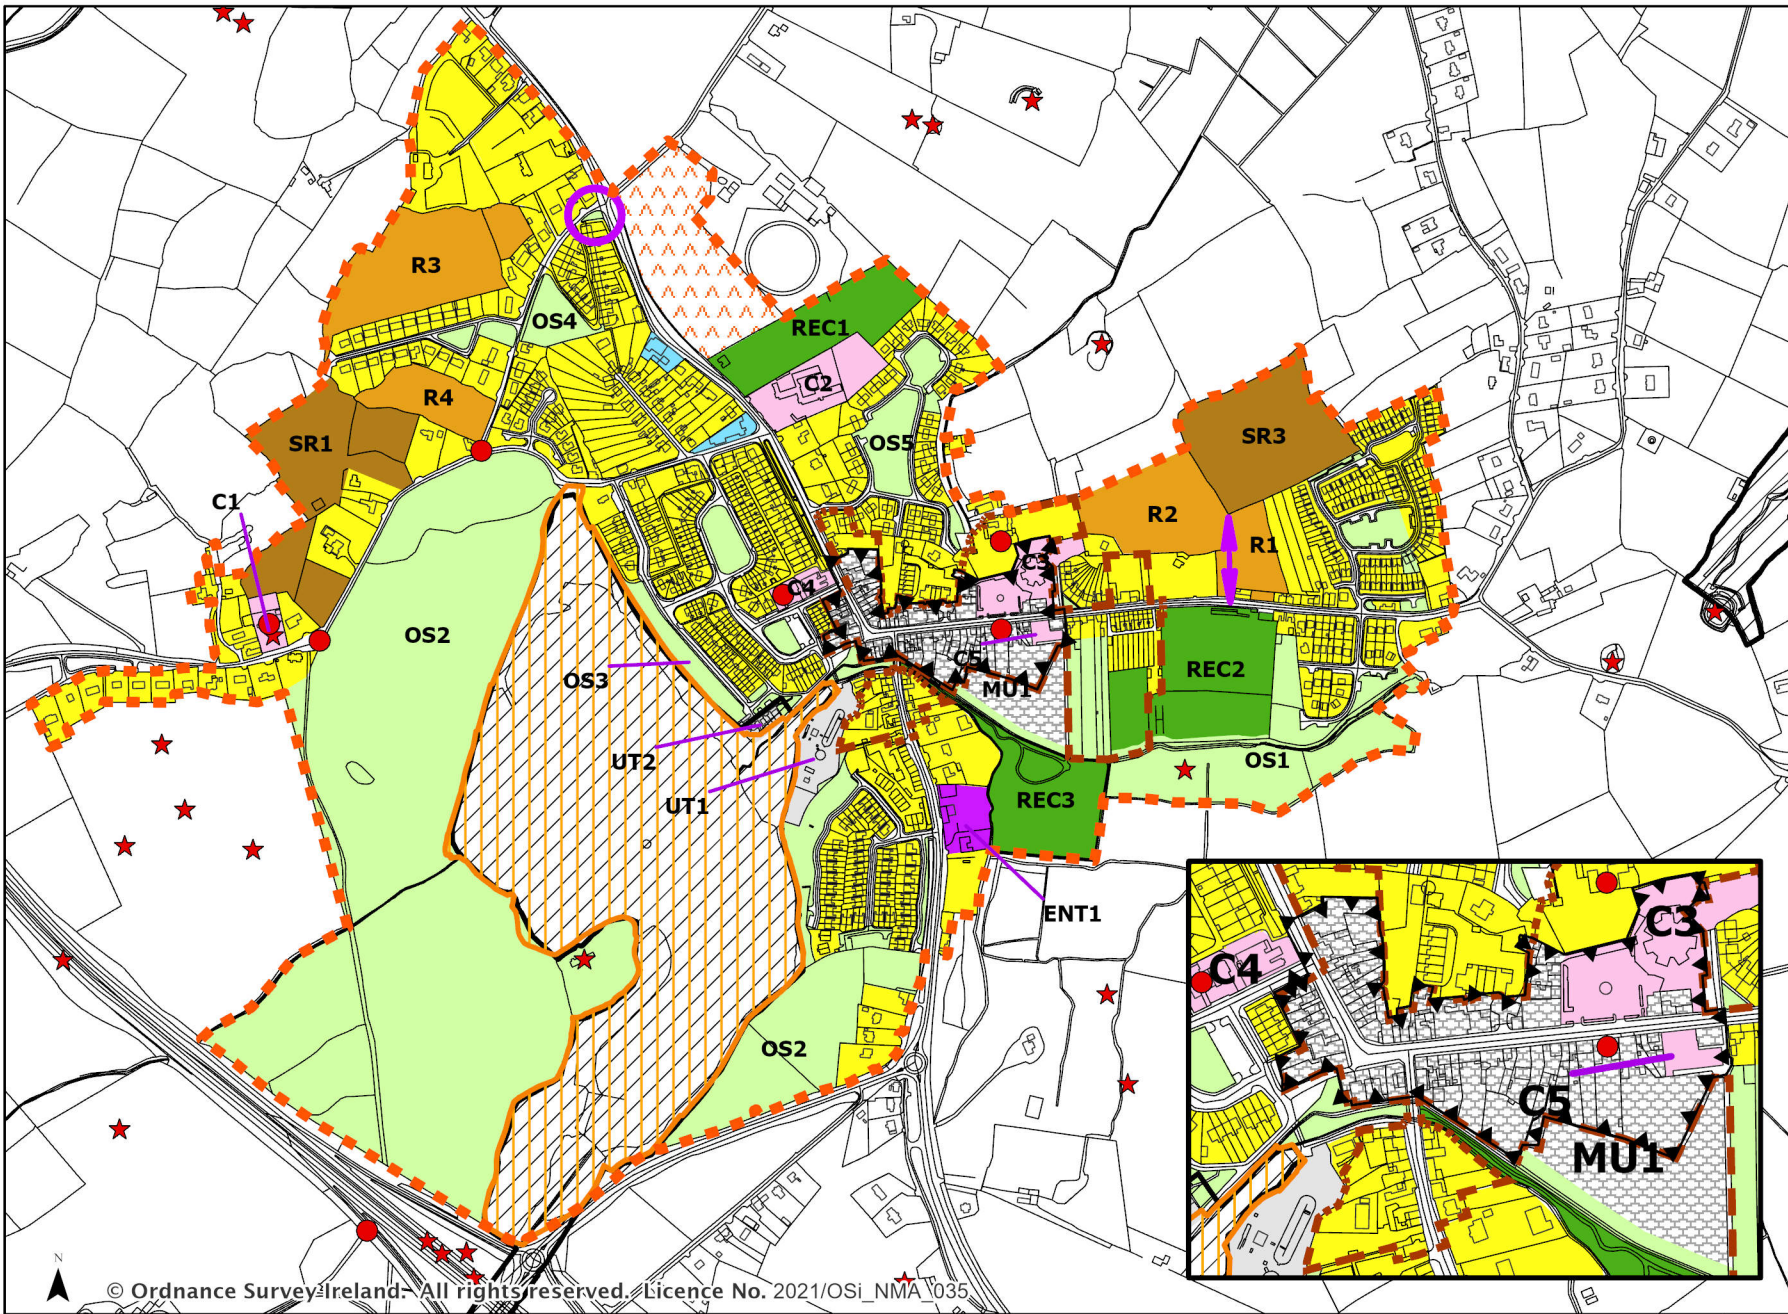 R3
OS4
REC1
C2
R4
SR1
OS5
SR3
C1
R2
R1
C3
C4
OS2
OS3
C5
REC2
MU1
UT2
OS1
UT1
REC3
ENT1
OS2
C3
C4
C5
MU1
N
© Ordnance Survey Ireland. All rights reserved. Licence No. 2021/OSi_NMA_035